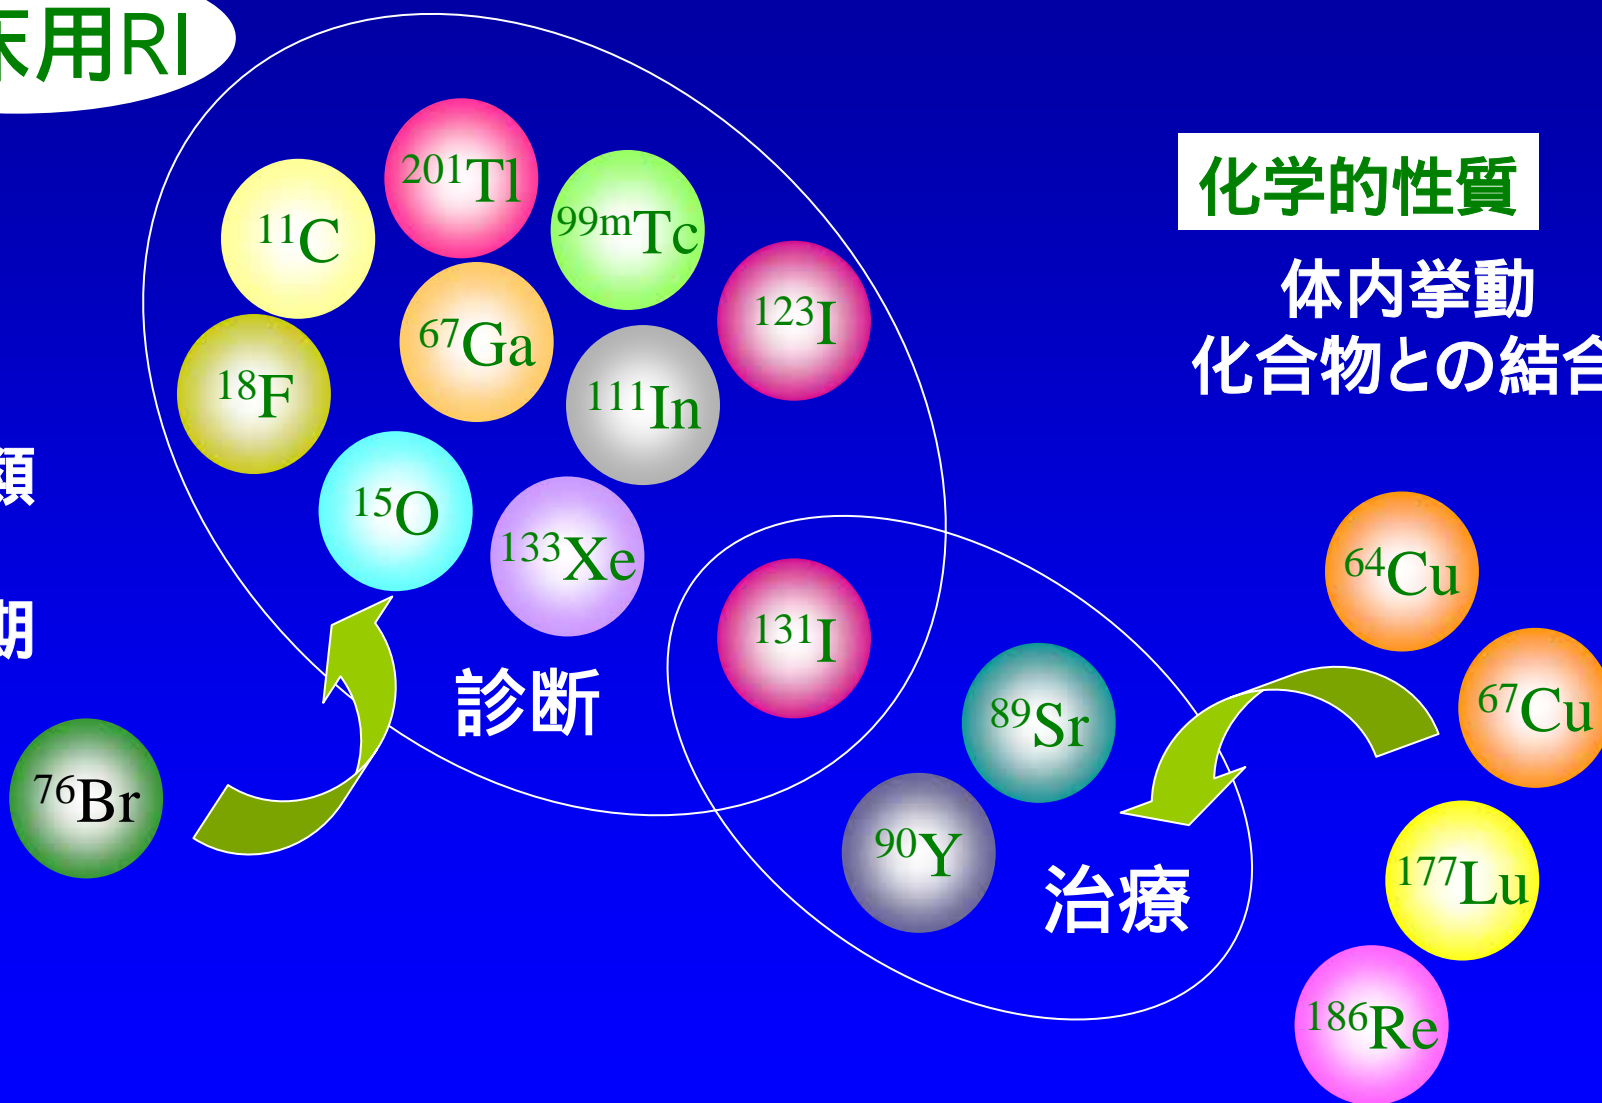 床用RI
201Tl
99mTc
11C
化学的性質
体内挙動
123I
67Ga
化合物との結合
18F
111In
類
15O
133Xe
64Cu
期
131I
診断
89Sr
67Cu
76Br
90Y
177Lu
治療
186Re